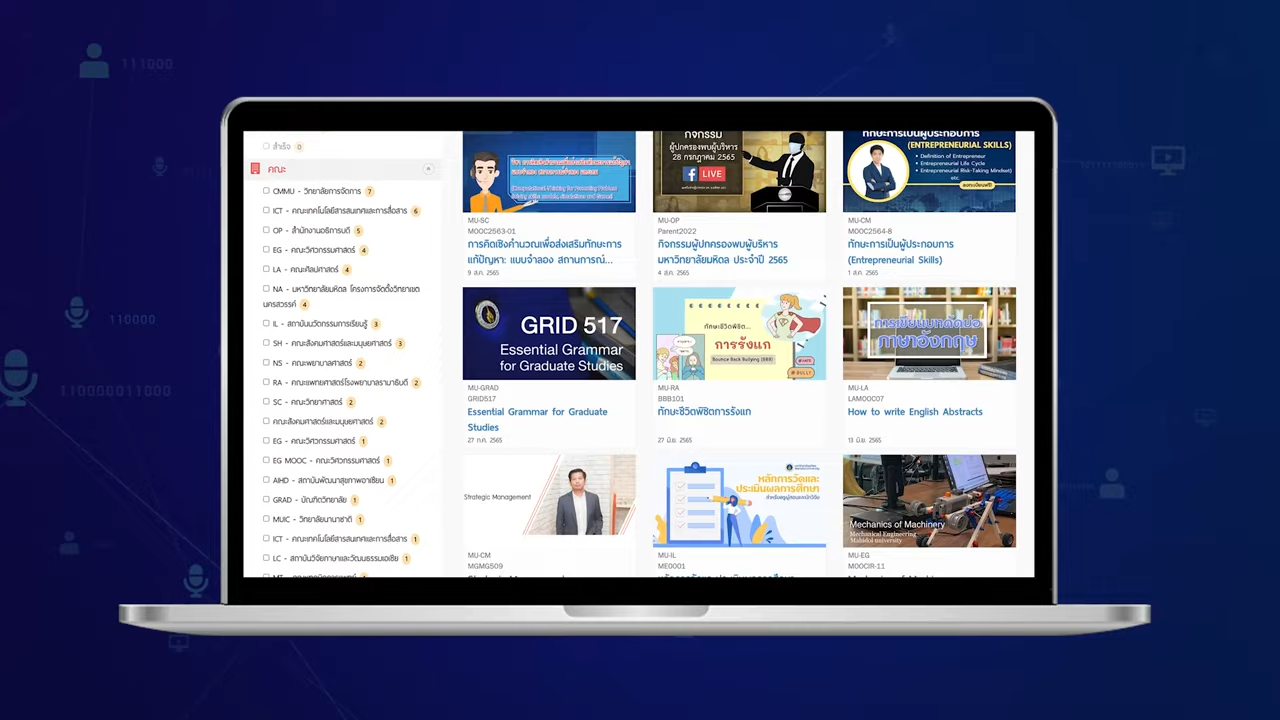 111000
สำเร็จ 0
คณะ
CMMU - วิทยาลัยการจัดการ 7
ICT - คณะเทคโนโลยีสารสนเทศและการสื่อสาร 6
OP - สำนักงานอธิการบดี 5
EG - คณะวิศวกรรมศาสตร์ 4
LA - คณะศิลปศาสตร์ 4
NA - มหาวิทยาลัยมหิดล โครงการจัดตั้งวิทยาเขต
นครสวรรค์ 4
IL - สถาบันนวัตกรรมการเรียนรู้ 3
SH - คณะสังคมศาสตร์และมนุษยศาสตร์ 3
NS - คณะพยาบาลศาสตร์ 2
RA - คณะแพทยศาสตร์โรงพยาบาลรามาธิบดี 2
SC - คณะวิทยาศาสตร์ 2
คณะสังคมศาสตร์และมนุษยศาสตร์ 2
EG - คณะวิศวกรรมศาสตร์ 1
EG MOOC - คณะวิศวกรรมศาสตร์ 1
AIHD - สถาบันพัฒนาสุขภาพอาเซียน 1
GRAD - บัณฑิตวิทยาลัย 1
MUIC - วิทยาลัยนานาชาติ 1
ICT - คณะเทคโนโลยีสารสนเทศและการสื่อสาร 1
LC - สถาบันวิจัยภาษาและวัฒนธรรมเอเชีย 1
MU-SC
MOOC2563-01
การคิดเชิงคำนวณเพื่อส่งเสริมทักษะการ
แก้ปัญหา: แบบจำลอง สถานการณ์...
9 ส.ค. 2565
กิจกรรม
ผู้ปกครองพบผู้บริหาร
28 กรกฎาคม 2565
LIVE
MU-OP
Parent2022
กิจกรรมผู้ปกครองพบผู้บริหาร
มหาวิทยาลัยมหิดล ประจำปี 2565
4 ส.ค. 2565
ทักษะการเป็นผู้ประกอบการ
(ENTREPRENEURIAL SKILLS)
• Definition of Entrepreneur
• Entrepreneurial Life Cycle
• Entrepreneurial Risk-Taking Mindset)
etc.
ลงทะเบียนฟรี!
MU-CM
MOOC2564-8
ทักษะการเป็นผู้ประกอบการ
(Entrepreneurial Skills)
1 ส.ค. 2565
GRID 517
Essential Grammar
for Graduate Studies
MU-GRAD
GRID517
Essential Grammar for Graduate
Studies
27 ก.ค. 2565
ทักษะชีวิตพิชิต...
การรังแก
Bounce Back Bullying (BBB)
MU-RA
BBB101
ทักษะชีวิตพิชิตการรังแก
27 มิ.ย. 2565
การเขียนบทคัดย่อ
ภาษาอังกฤษ
MU-LA
LAMOOC07
How to write English Abstracts
13 มิ.ย. 2565
Strategic Management
MU-CM
MGMG509
หลักการวัดและ
ประเมินผลการศึกษา
MU-IL
ME0001
Mechanics of Machinery
Mechanical Engineering
Mahidol university
MU-EG
MOOCIR-11
110000
110000011000